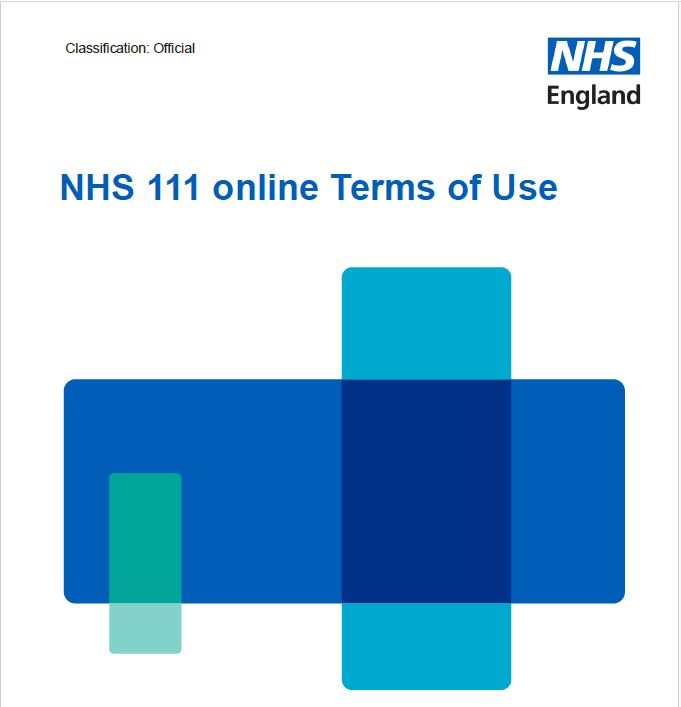 Classification: Official
NHS
England
NHS 111 online Terms of Use